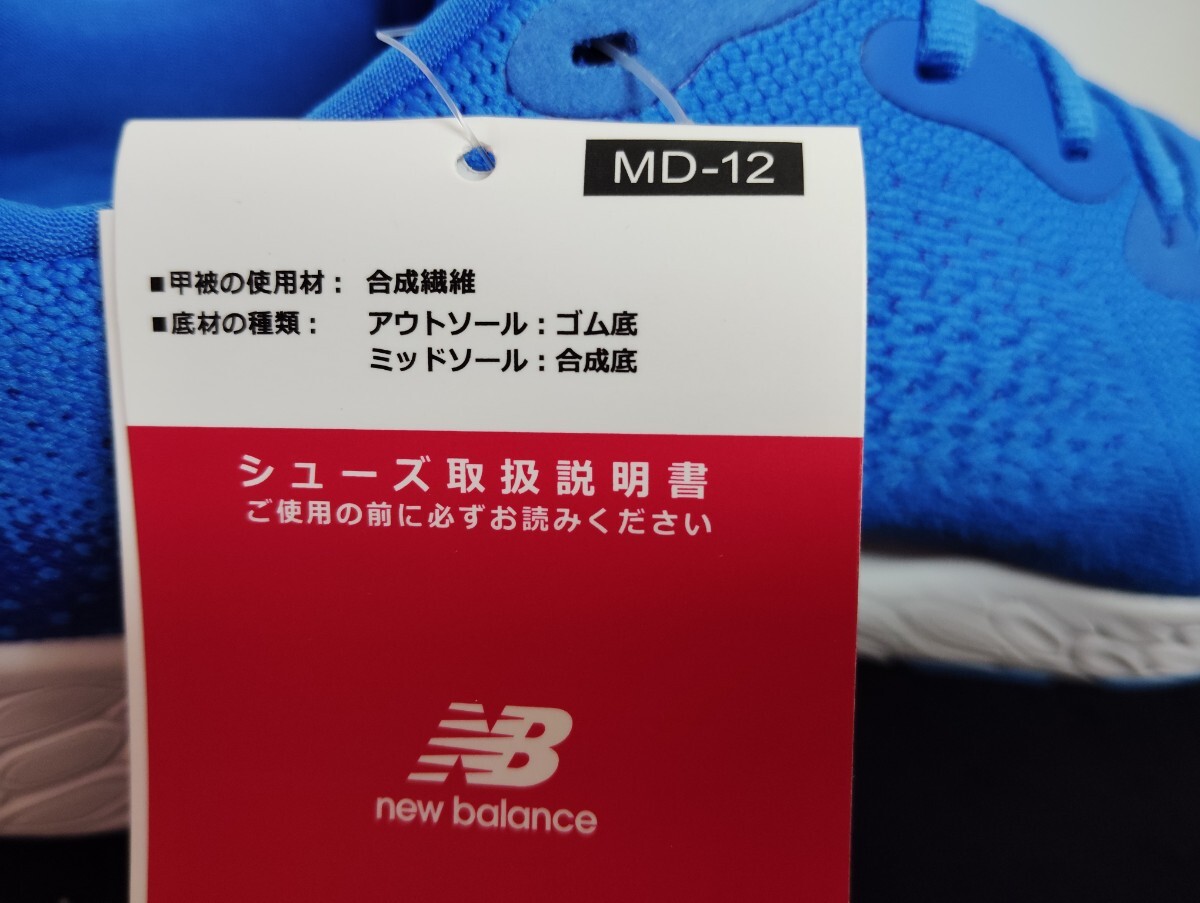 MD-12
■甲被の使用材： 合成繊維
■底材の種類： アウトソール：ゴム底
ミッドソール：合成底
シューズ取扱説明書
ご使用の前に必ずお読みください
NB
new balance